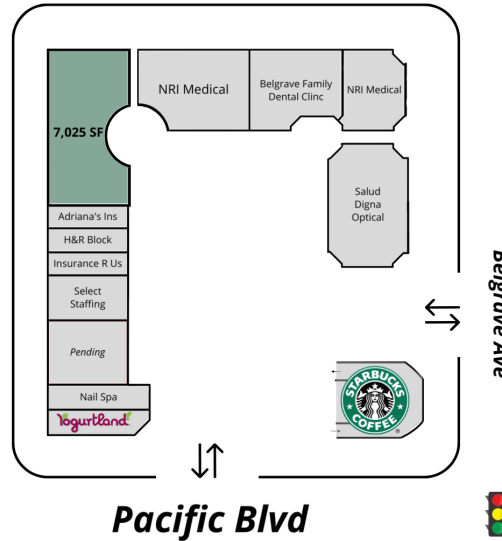 7,025 SF
NRI Medical
Belgrave Family
Dental Clinc
NRI Medical
Salud
Digna
Optical
Adriana's Ins
H&R Block
Insurance R Us
Select
Staffing
Pending
Nail Spa
Yogurtland
STARBUCKS
COFFEE
®
Belgrave Ave
Pacific Blvd